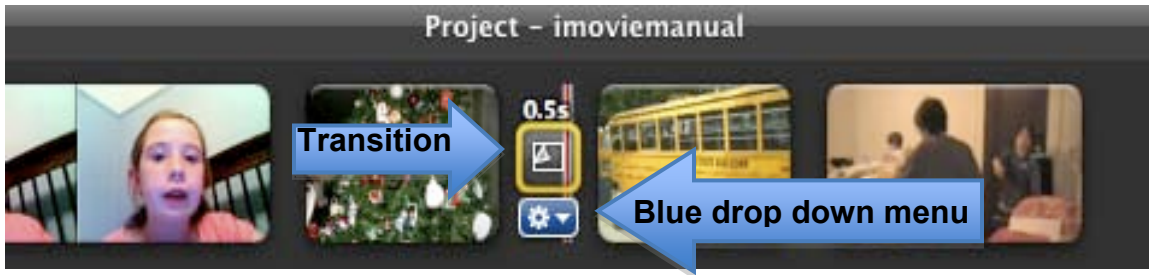 Project – imoviemanual
0.5s
Transition
Blue drop down menu